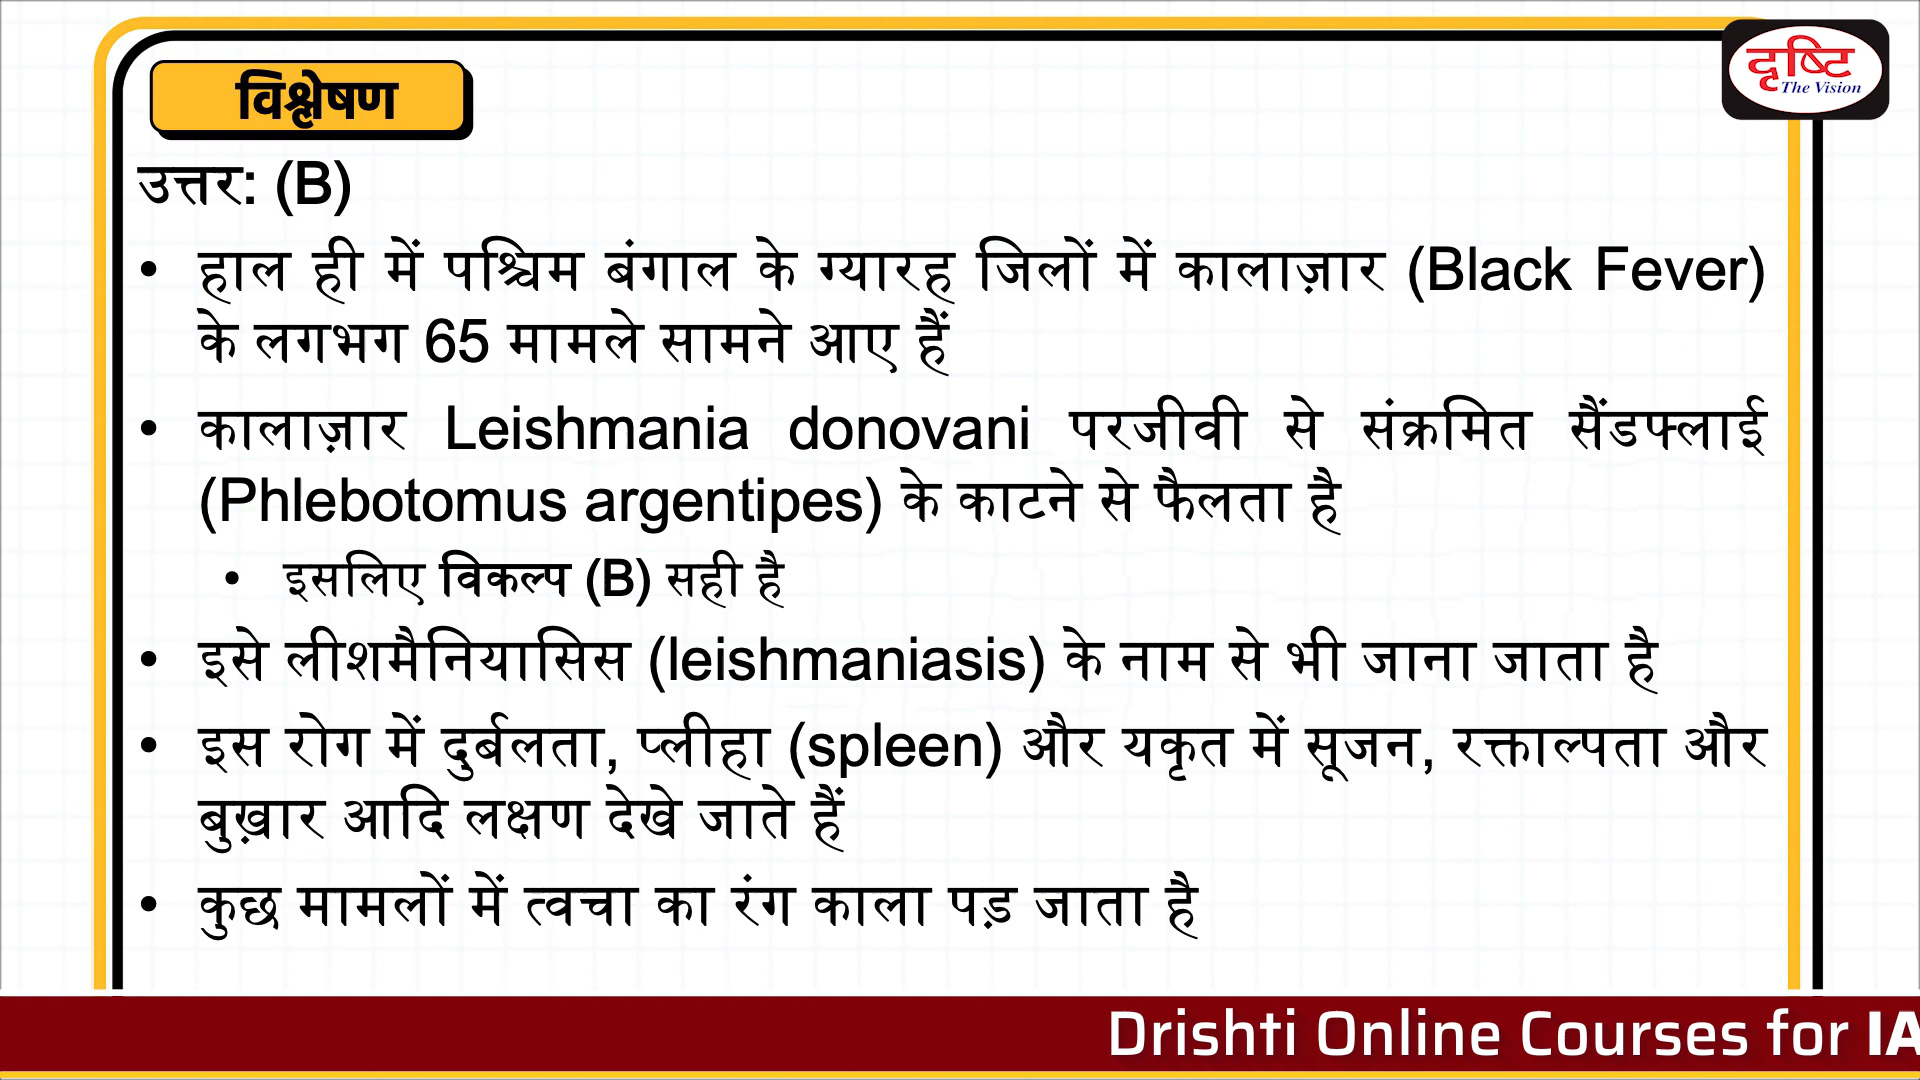 विश्लेषण
दृष्टि
The Vision
उत्तर: (B)
• हाल ही में पश्चिम बंगाल के ग्यारह जिलों में कालाज़ार (Black Fever)
के लगभग 65 मामले सामने आए हैं
• कालाज़ार Leishmania donovani परजीवी से संक्रमित सैंडफ्लाई
(Phlebotomus argentipes) के काटने से फैलता है
• इसलिए विकल्प (B) सही है
• इसे लीशमैनियासिस (leishmaniasis) के नाम से भी जाना जाता है
• इस रोग में दुर्बलता, प्लीहा (spleen) और यकृत में सूजन, रक्ताल्पता और
बुख़ार आदि लक्षण देखे जाते हैं
• कुछ मामलों में त्वचा का रंग काला पड़ जाता है
Drishti Online Courses for IA